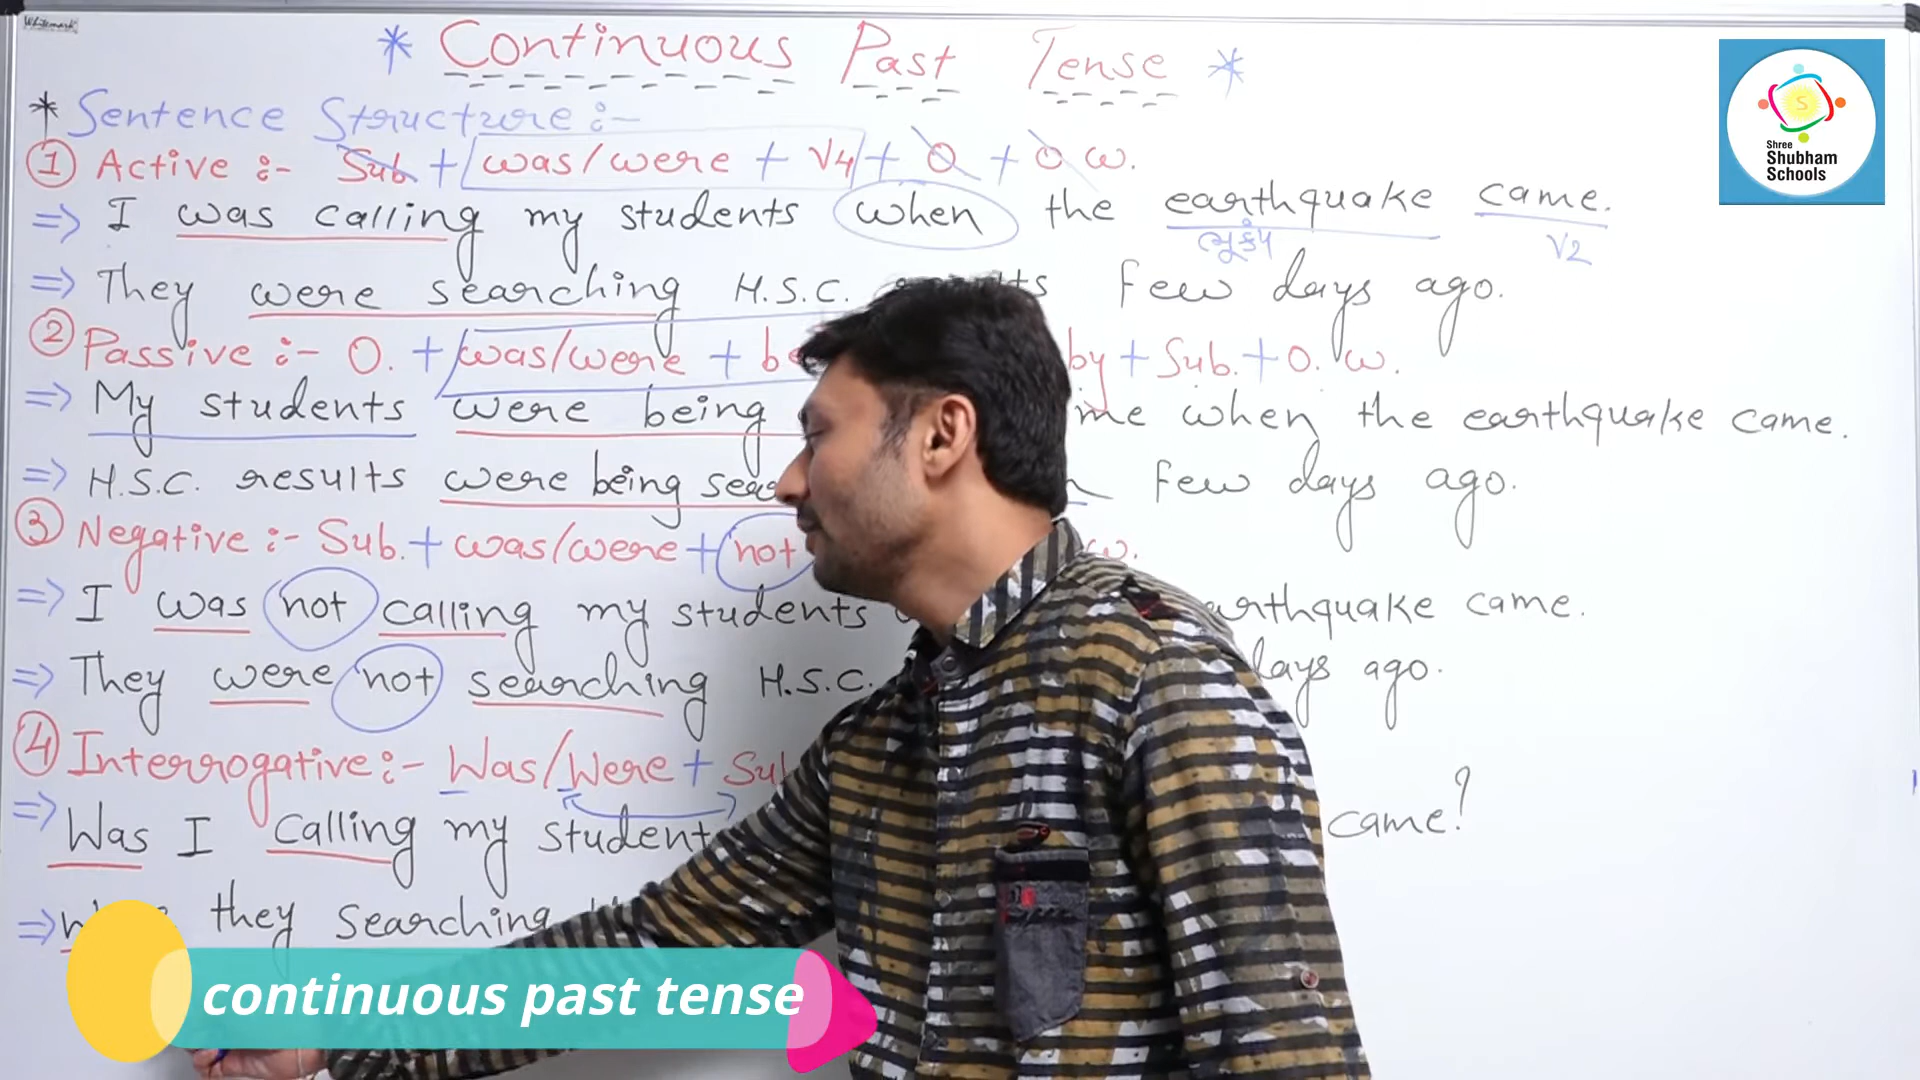 Whitemark
* Continuous Past Tense *
* Sentence Structure :-
① Active :- Sub. + was/were + V4 + O + O w.
⇒ I was calling my students when the earthquake came.
ભૂકંપ V2
⇒ They were searching H.S.C. few days ago.
② Passive :- O. + was/were + by + Sub. + O. w.
⇒ My students were being me when the earthquake came.
⇒ H.S.C. results were being few days ago.
③ Negative :- Sub. + was/were + not w.
⇒ I was not calling my students earthquake came.
⇒ They were not searching H.S.C. days ago.
④ Interrogative :- Was/Were + Sub
⇒ Was I calling my student came?
⇒ they searching
continuous past tense
S
Shree
Shubham
Schools